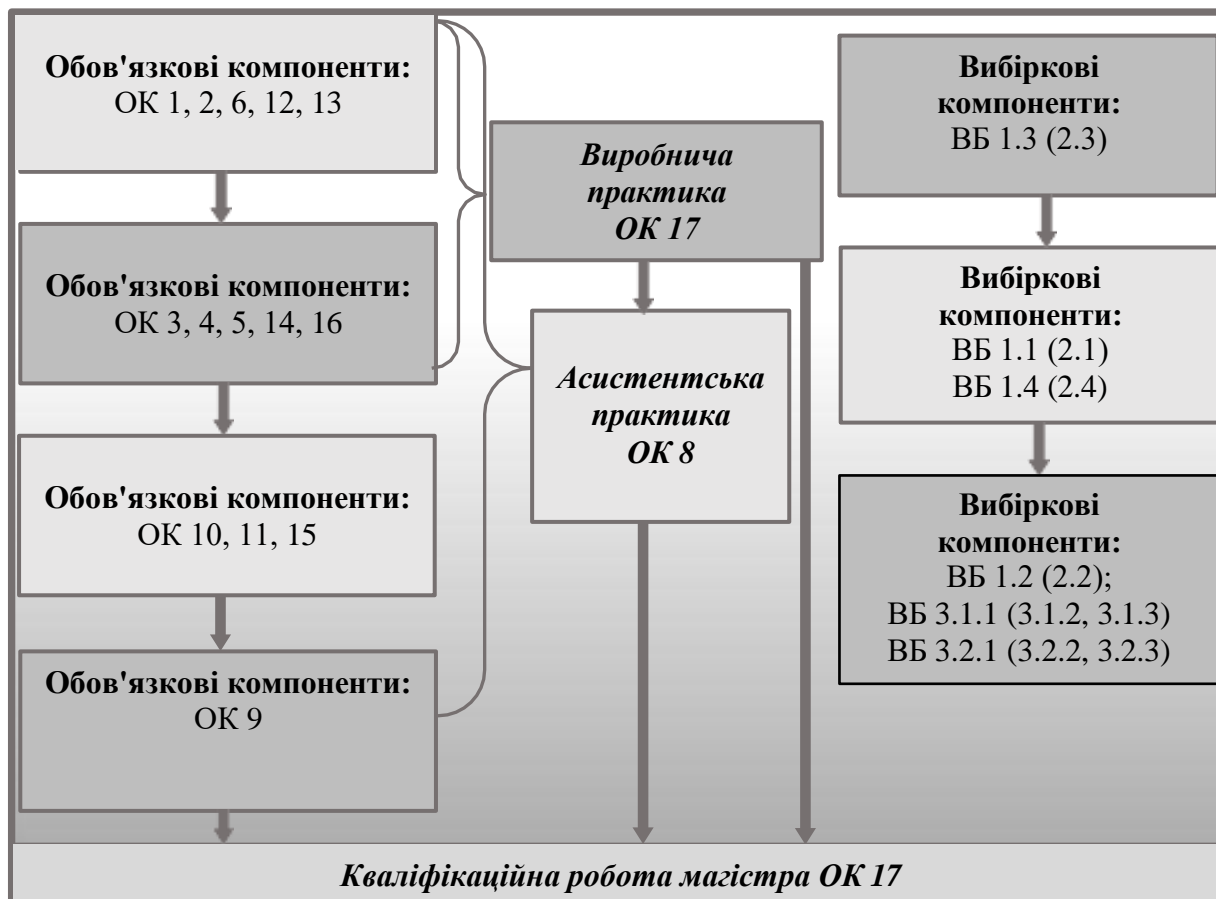 Обов'язкові компоненти:
ОК 1, 2, 6, 12, 13
Обов'язкові компоненти:
ОК 3, 4, 5, 14, 16
Обов'язкові компоненти:
ОК 10, 11, 15
Обов'язкові компоненти:
ОК 9
Виробнича
практика
ОК 17
Асистентська
практика
ОК 8
Вибіркові
компоненти:
ВБ 1.3 (2.3)
Вибіркові
компоненти:
ВБ 1.1 (2.1)
ВБ 1.4 (2.4)
Вибіркові
компоненти:
ВБ 1.2 (2.2);
ВБ 3.1.1 (3.1.2, 3.1.3)
ВБ 3.2.1 (3.2.2, 3.2.3)
Кваліфікаційна робота магістра ОК 17